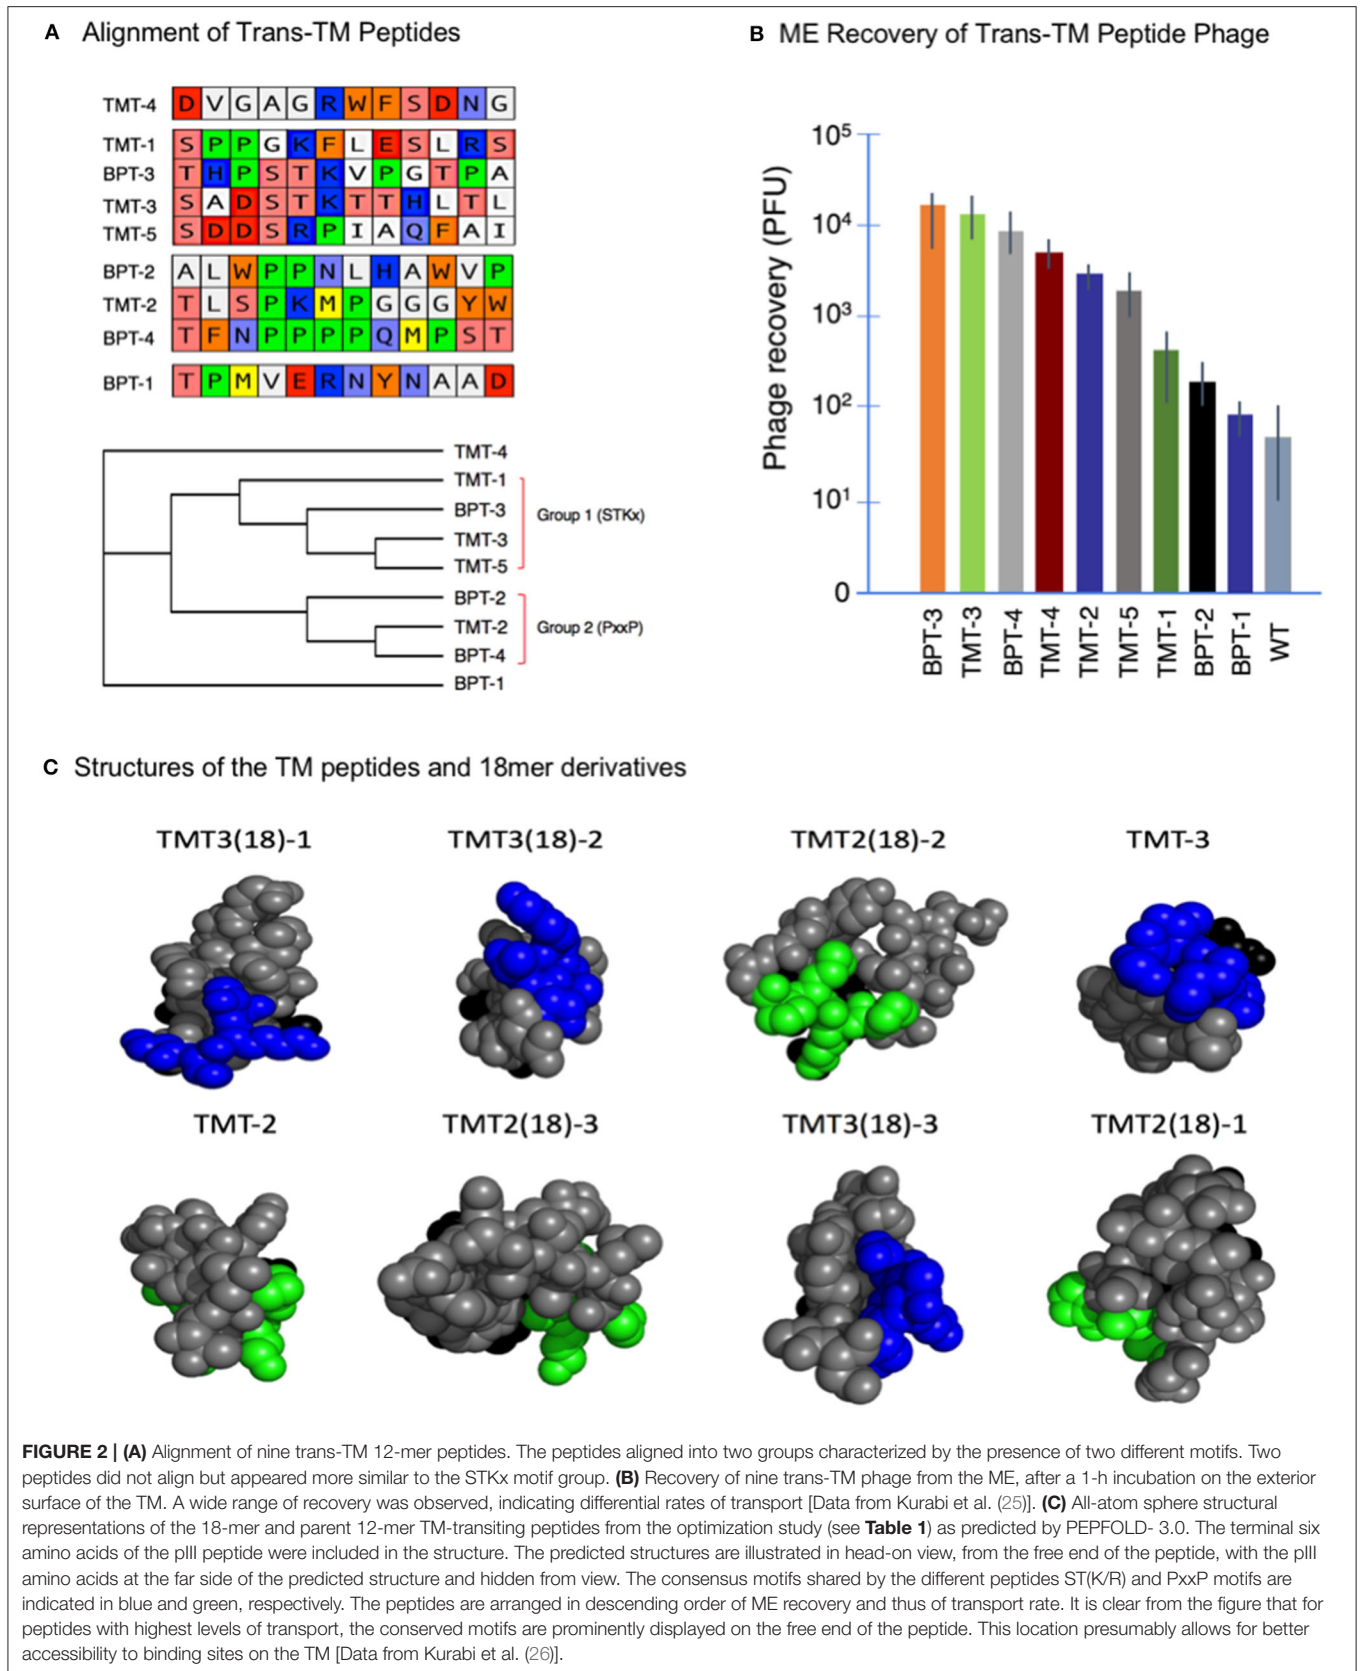 A Alignment of Trans-TM Peptides
TMT-4 D V G A G R W F S D N G
TMT-1 S P P G K F L E S L R S
BPT-3 T H P S T K V P G T P A
TMT-3 S A D S T K T T H L T L
TMT-5 S D D S R P I A Q F A I
BPT-2 A L W P P N L H A W V P
TMT-2 T L S P K M P G G G Y W
BPT-4 T F N P P P P Q M P S T
BPT-1 T P M V E R N Y N A A D
TMT-4
TMT-1
BPT-3
TMT-3
TMT-5
Group 1 (STKx)
BPT-2
TMT-2
BPT-4
Group 2 (PxxP)
BPT-1
B ME Recovery of Trans-TM Peptide Phage
Phage recovery (PFU)
10⁵
10⁴
10³
10²
10¹
0
BPT-3
TMT-3
BPT-4
TMT-4
TMT-2
TMT-5
TMT-1
BPT-2
BPT-1
WT
C Structures of the TM peptides and 18mer derivatives
TMT3(18)-1 TMT3(18)-2 TMT2(18)-2 TMT-3
TMT-2 TMT2(18)-3 TMT3(18)-3 TMT2(18)-1
FIGURE 2 | (A) Alignment of nine trans-TM 12-mer peptides. The peptides aligned into two groups characterized by the presence of two different motifs. Two
peptides did not align but appeared more similar to the STKx motif group. (B) Recovery of nine trans-TM phage from the ME, after a 1-h incubation on the exterior
surface of the TM. A wide range of recovery was observed, indicating differential rates of transport [Data from Kurabi et al. (25)]. (C) All-atom sphere structural
representations of the 18-mer and parent 12-mer TM-transiting peptides from the optimization study (see Table 1) as predicted by PEPFOLD- 3.0. The terminal six
amino acids of the pIII peptide were included in the structure. The predicted structures are illustrated in head-on view, from the free end of the peptide, with the pIII
amino acids at the far side of the predicted structure and hidden from view. The consensus motifs shared by the different peptides ST(K/R) and PxxP motifs are
indicated in blue and green, respectively. The peptides are arranged in descending order of ME recovery and thus of transport rate. It is clear from the figure that for
peptides with highest levels of transport, the conserved motifs are prominently displayed on the free end of the peptide. This location presumably allows for better
accessibility to binding sites on the TM [Data from Kurabi et al. (26)].